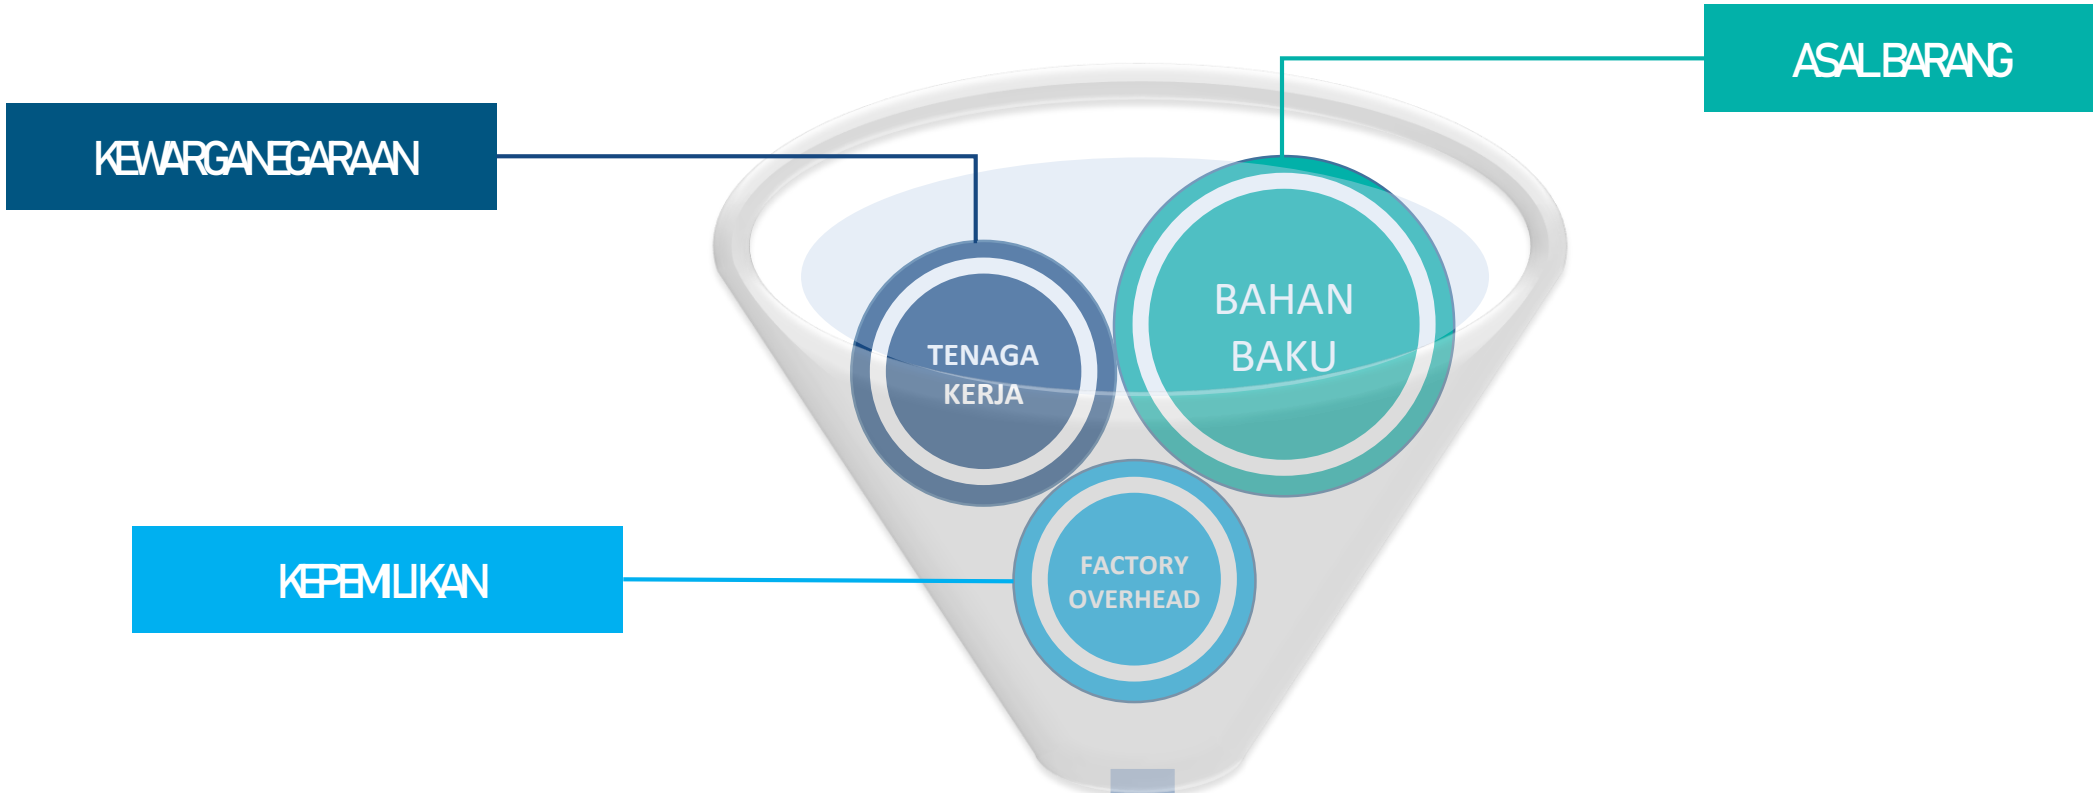 ASAL BARANG
KEWARGANEGARAAN
BAHAN
BAKU
TENAGA
KERJA
KEPEMILIKAN
FACTORY
OVERHEAD